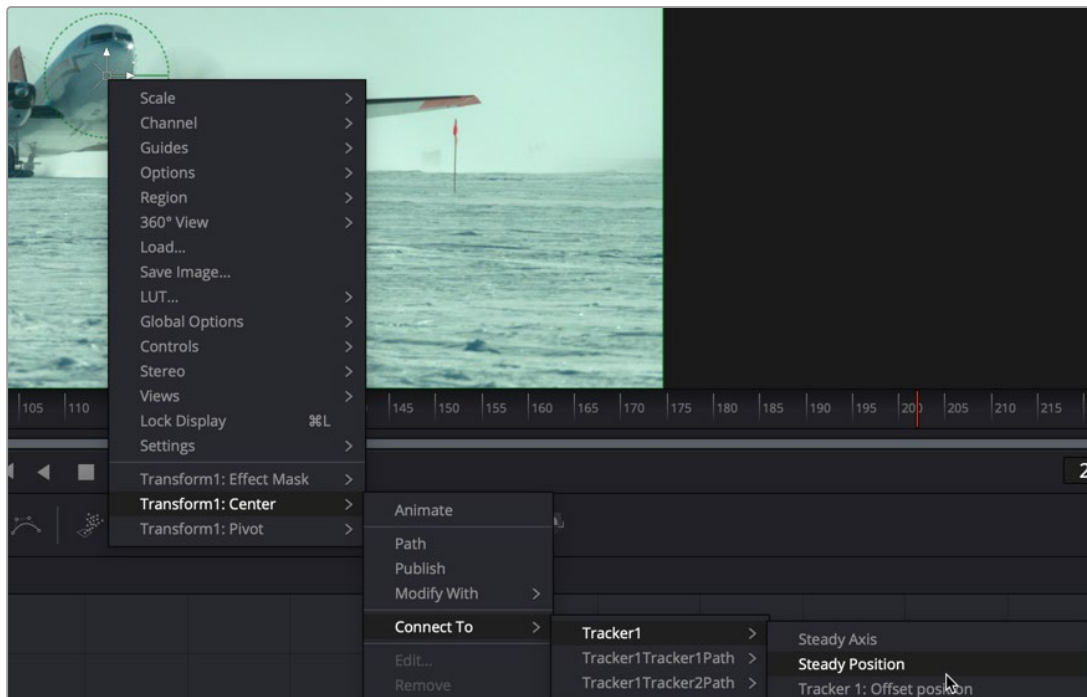 Scale
Channel
Guides
Options
Region
360° View
Load...
Save Image...
LUT...
Global Options
Controls
Stereo
Views
Lock Display ⌘L
Settings
105 110 145 150 155 160 165 170 175 180 185 190 195 200 205 210 215
2
Transform1: Effect Mask
Transform1: Center
Transform1: Pivot
Animate
Path
Publish
Modify With
Connect To
Edit...
Remove
Tracker1
Tracker1Tracker1Path
Tracker1Tracker2Path
Steady Axis
Steady Position
Tracker 1: Offset position